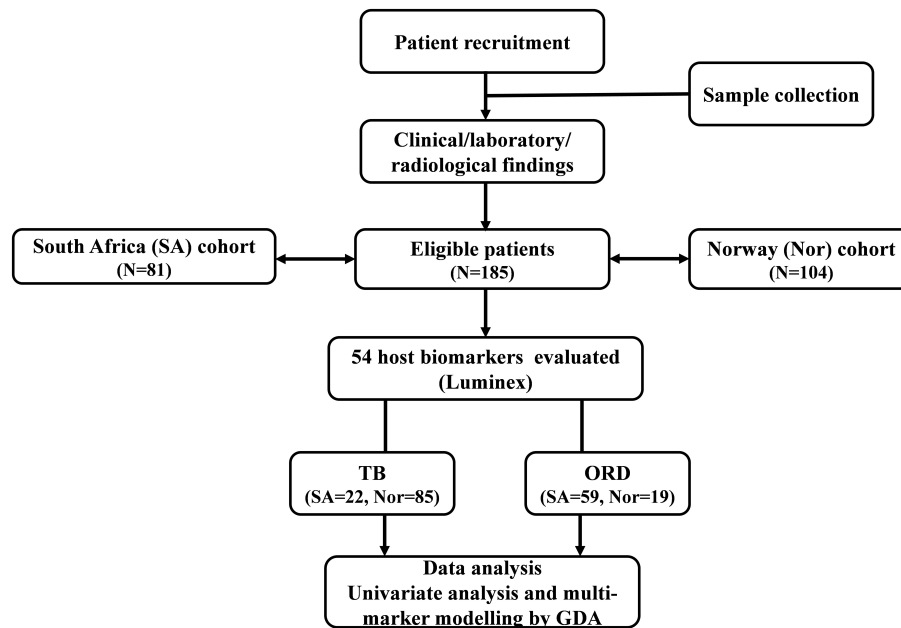 Patient recruitment
Sample collection
Clinical/laboratory/
radiological findings
South Africa (SA) cohort
(N=81)
Eligible patients
(N=185)
Norway (Nor) cohort
(N=104)
54 host biomarkers evaluated
(Luminex)
TB
(SA=22, Nor=85)
ORD
(SA=59, Nor=19)
Data analysis
Univariate analysis and multi-
marker modelling by GDA